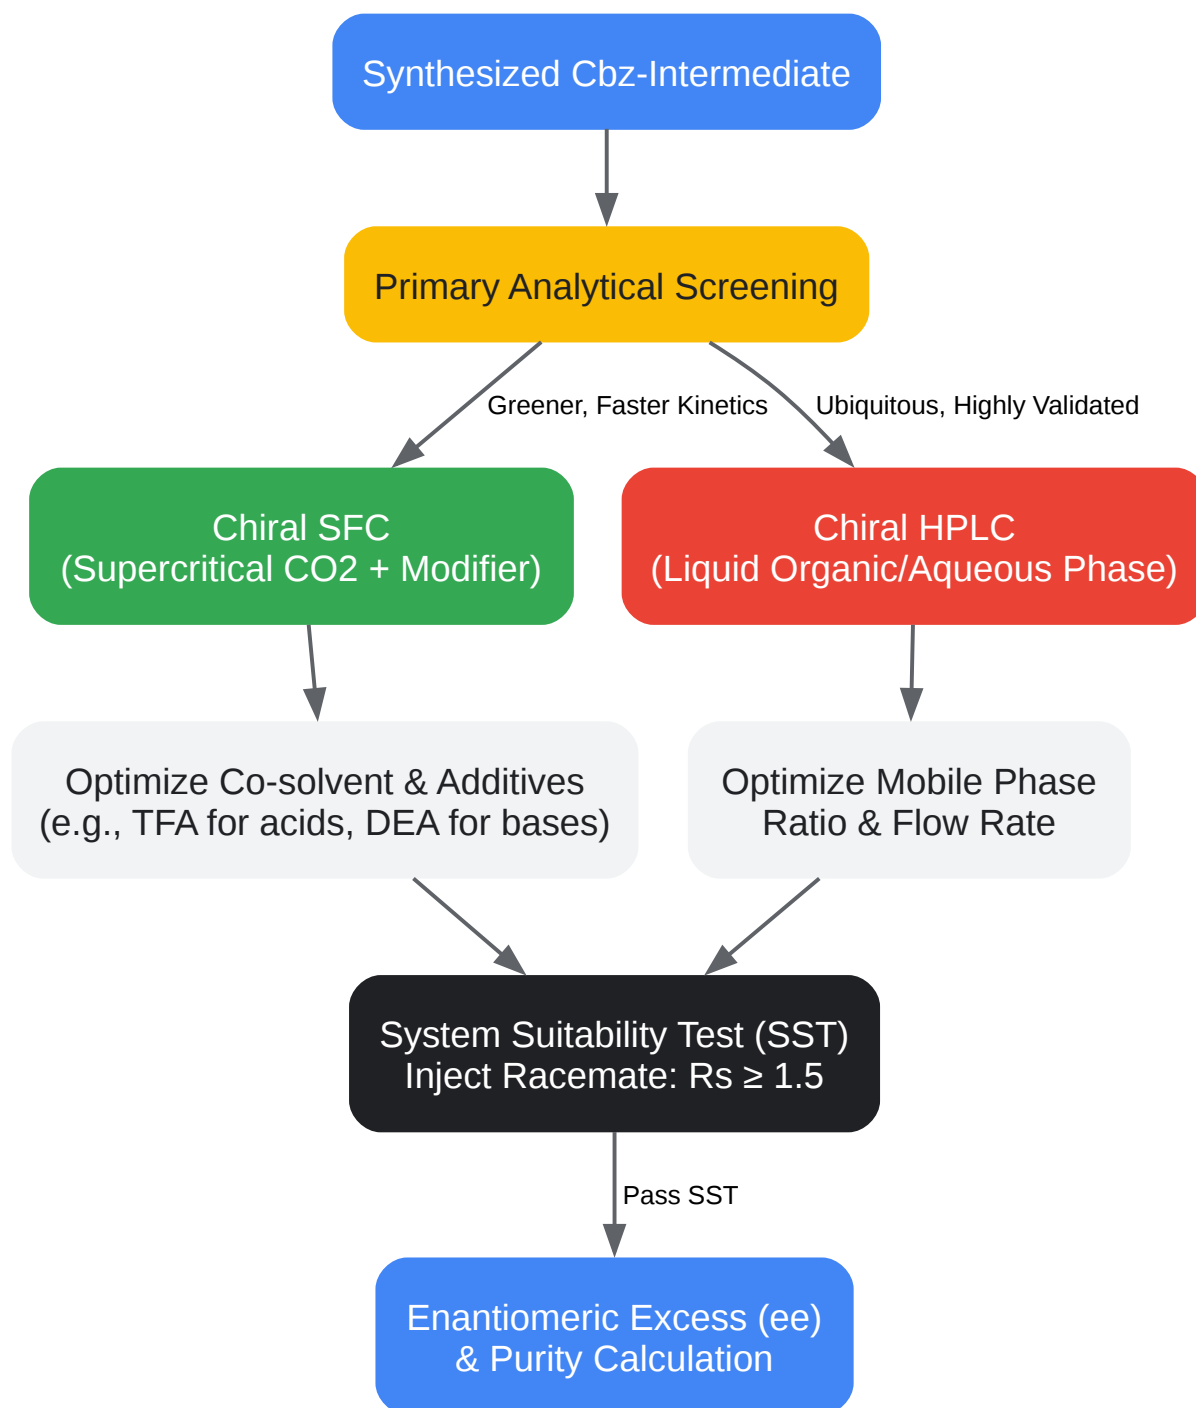 Synthesized Cbz-Intermediate
Primary Analytical Screening
Greener, Faster Kinetics
Ubiquitous, Highly Validated
Chiral SFC
(Supercritical CO2 + Modifier)
Chiral HPLC
(Liquid Organic/Aqueous Phase)
Optimize Co-solvent & Additives
(e.g., TFA for acids, DEA for bases)
Optimize Mobile Phase
Ratio & Flow Rate
System Suitability Test (SST)
Inject Racemate: Rs ≥ 1.5
Pass SST
Enantiomeric Excess (ee)
& Purity Calculation